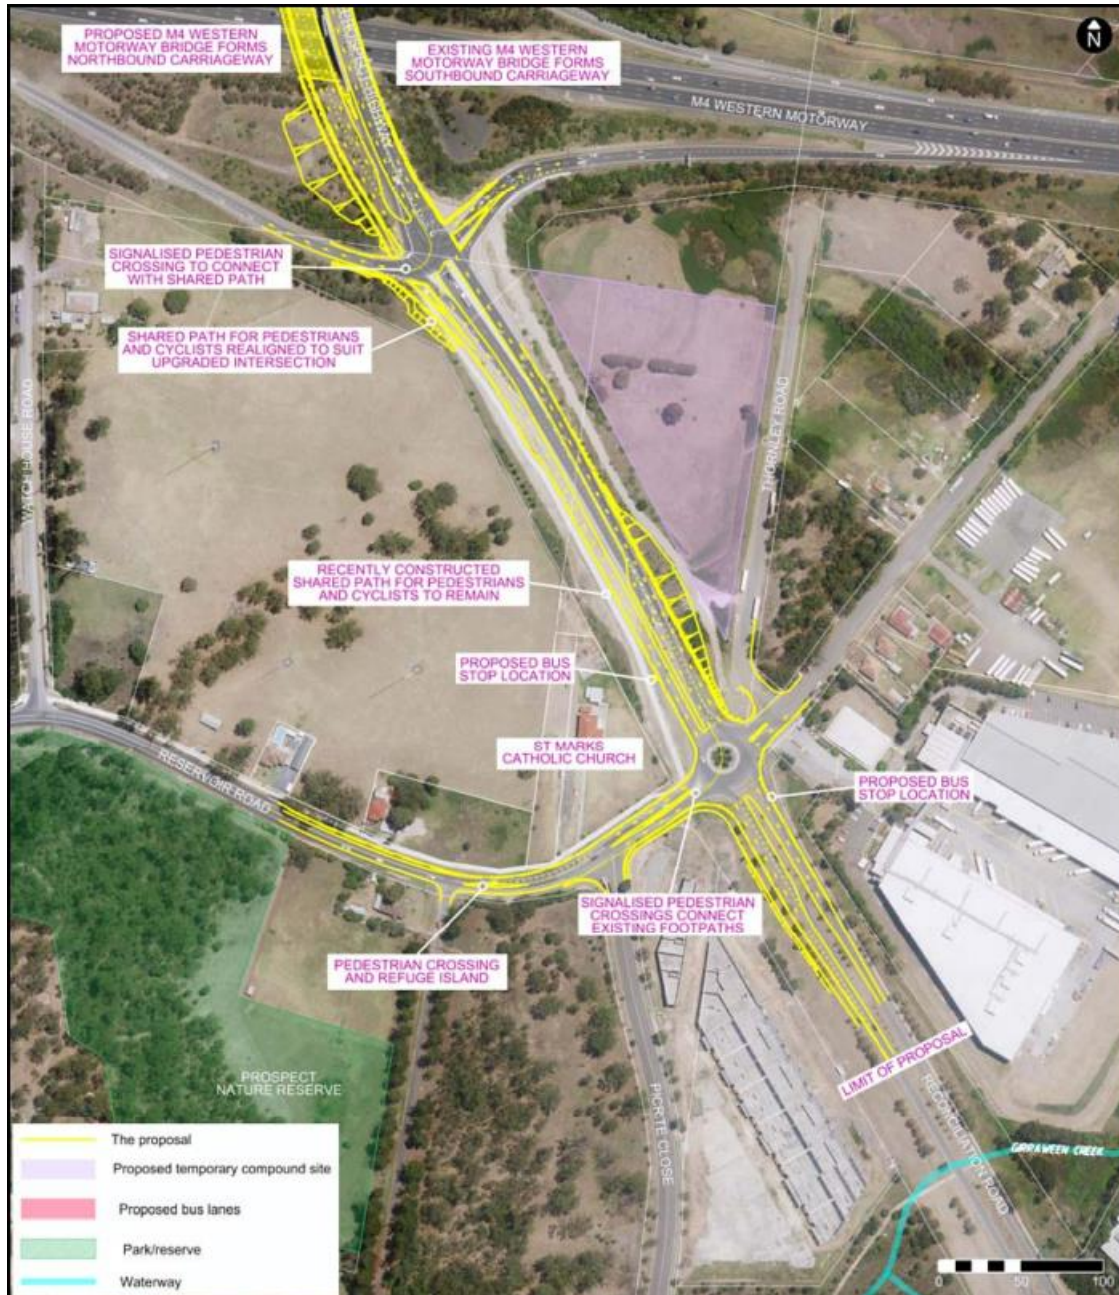 PROPOSED M4 WESTERN
MOTORWAY BRIDGE FORMS
NORTHBOUND CARRIAGEWAY
EXISTING M4 WESTERN
MOTORWAY BRIDGE FORMS
SOUTHBOUND CARRIAGEWAY
N
HIGHWAY
M4 WESTERN MOTORWAY
SIGNALISED PEDESTRIAN
CROSSING TO CONNECT
WITH SHARED PATH
SHARED PATH FOR PEDESTRIANS
AND CYCLISTS REALIGNED TO SUIT
UPGRADED INTERSECTION
WATCH HOUSE ROAD
THORNLEY ROAD
RECENTLY CONSTRUCTED
SHARED PATH FOR PEDESTRIANS
AND CYCLISTS TO REMAIN
PROPOSED BUS
STOP LOCATION
ST MARKS
CATHOLIC CHURCH
RESERVOIR ROAD
PROPOSED BUS
STOP LOCATION
SIGNALISED PEDESTRIAN
CROSSINGS CONNECT
EXISTING FOOTPATHS
PEDESTRIAN CROSSING
AND REFUGE ISLAND
LIMIT OF PROPOSAL
PROSPECT
NATURE RESERVE
PICRTE CLOSE
RECONCILIATION ROAD
GIRRAWEEN CREEK
The proposal
Proposed temporary compound site
Proposed bus lanes
Park/reserve
Waterway
0 50 100